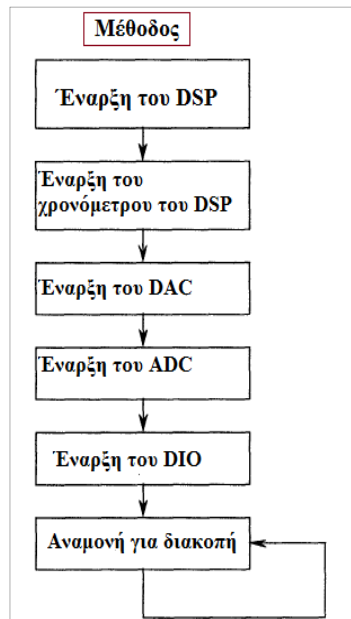 Μέθοδος
Έναρξη του DSP
Έναρξη του
χρονόμετρου του DSP
Έναρξη του DAC
Έναρξη του ADC
Έναρξη του DIO
Αναμονή για διακοπή